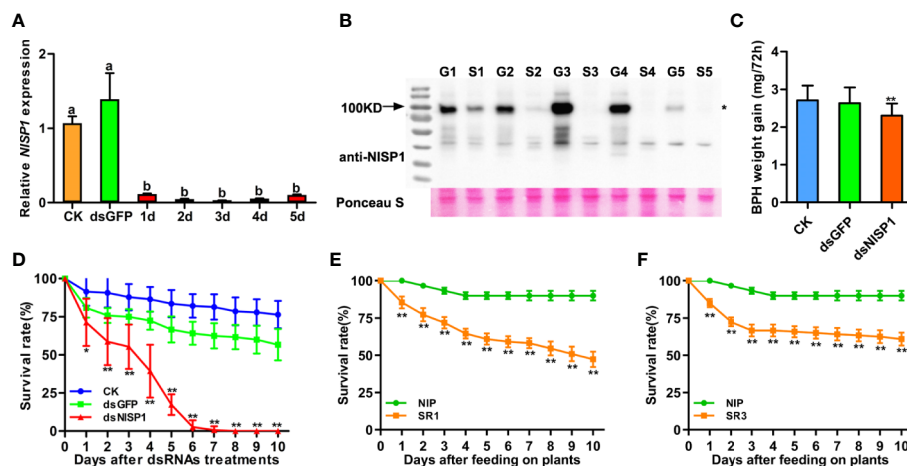 A
Relative NISP1 expression
2
1
0
a
a
b
b
b
b
b
CK
dsGFP
1d
2d
3d
4d
5d
B
G1 S1 G2 S2 G3 S3 G4 S4 G5 S5
100KD
*
anti-NISP1
Ponceau S
C
BPH weight gain (mg/72h)
4
3
2
1
0
**
CK
dsGFP
dsNISP1
D
Survival rate(%)
100
75
50
25
0
* ** ** ** ** ** ** ** ** **
CK
dsGFP
dsNISP1
0 1 2 3 4 5 6 7 8 9 10
Days after dsRNAs treatments
E
Survival rate(%)
100
50
0
** ** ** ** ** ** ** ** ** **
NIP
SR1
0 1 2 3 4 5 6 7 8 9 10
Days after feeding on plants
F
Survival rate(%)
100
50
0
** ** ** ** ** ** ** ** ** **
NIP
SR3
0 1 2 3 4 5 6 7 8 9 10
Days after feeding on plants